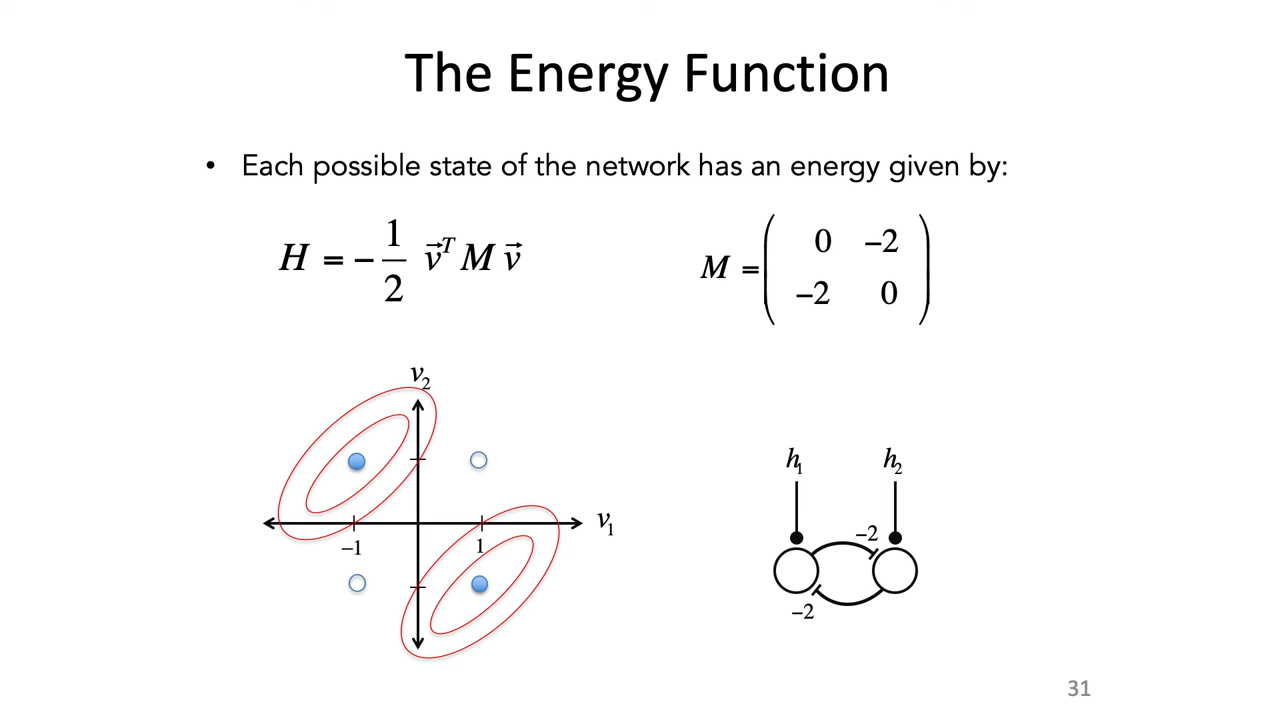 The Energy Function
• Each possible state of the network has an energy given by:
H = − 1/2 v⃗ᵀ M v⃗
M = ( 0 −2
−2 0 )
v₂
v₁
−1 1
h₁ h₂
−2
−2
31